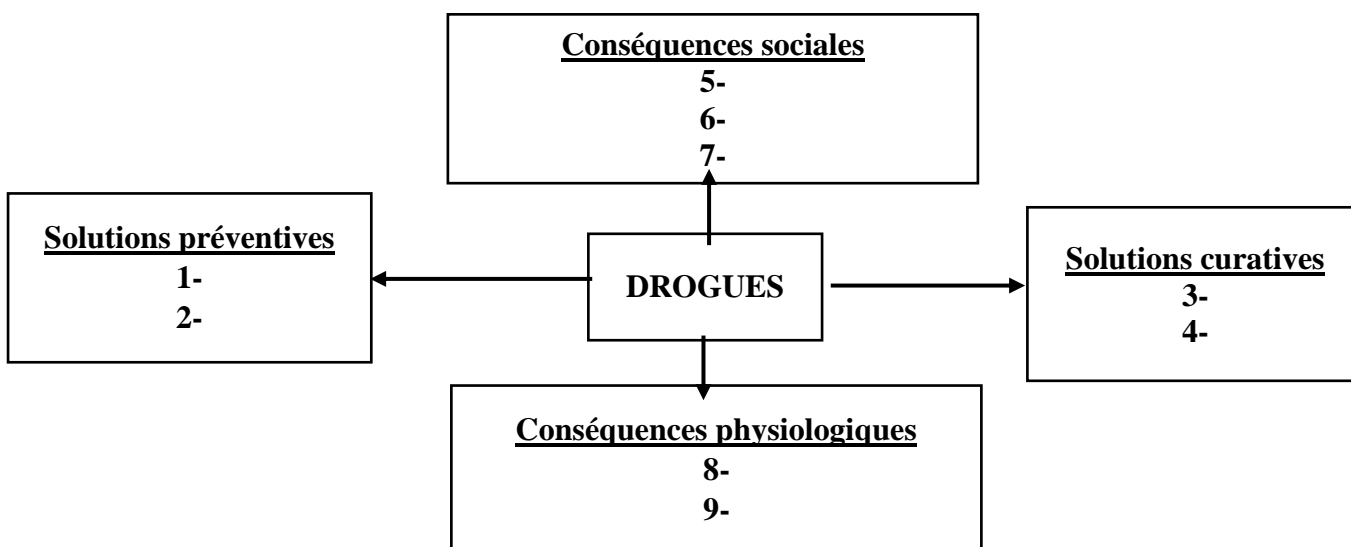 Conséquences sociales
5-
6-
7-
Solutions préventives
1-
2-
DROGUES
Solutions curatives
3-
4-
Conséquences physiologiques
8-
9-